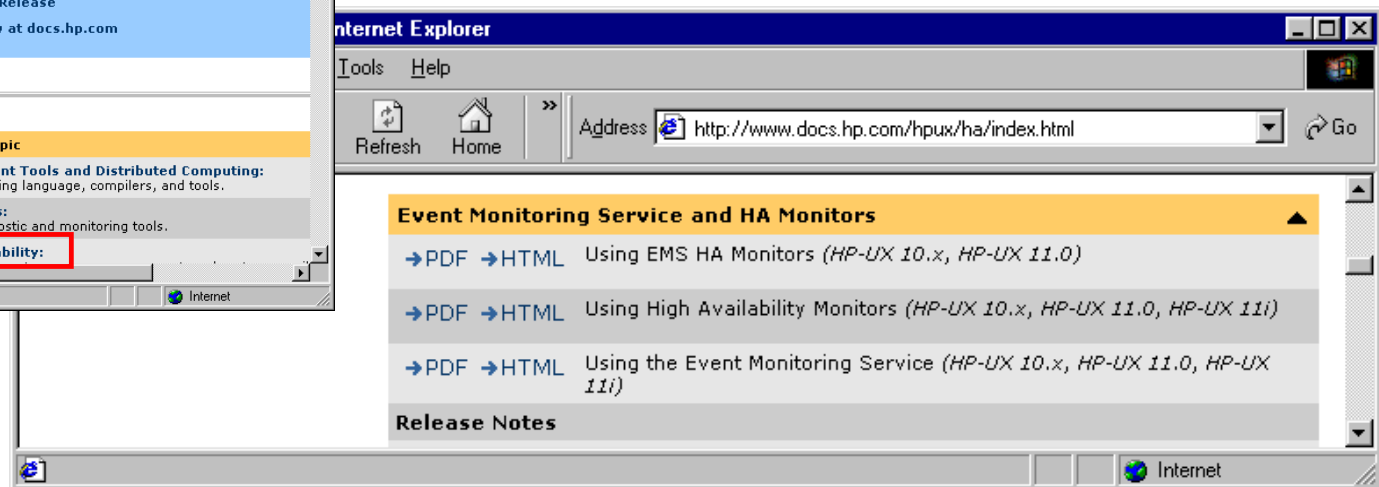 Release
at docs.hp.com
pic
nt Tools and Distributed Computing:
ing language, compilers, and tools.
s:
ostic and monitoring tools.
bility:
Internet
nternet Explorer
Tools Help
Refresh Home » Address http://www.docs.hp.com/hpux/ha/index.html Go
Event Monitoring Service and HA Monitors
PDF HTML Using EMS HA Monitors (HP-UX 10.x, HP-UX 11.0)
PDF HTML Using High Availability Monitors (HP-UX 10.x, HP-UX 11.0, HP-UX 11i)
PDF HTML Using the Event Monitoring Service (HP-UX 10.x, HP-UX 11.0, HP-UX
11i)
Release Notes
Internet